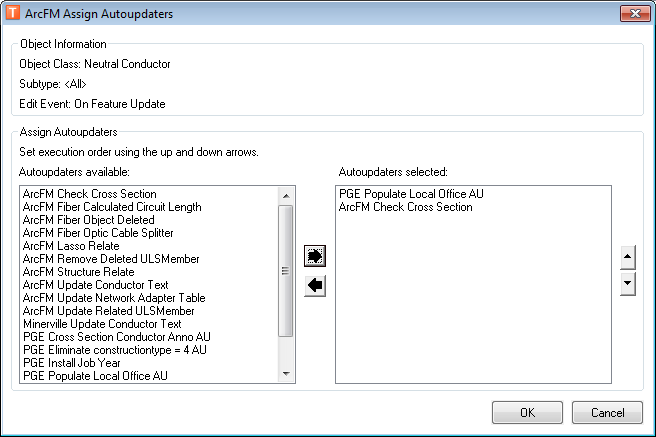 T ArcFM Assign Autoupdaters
Object Information
Object Class: Neutral Conductor
Subtype: <All>
Edit Event: On Feature Update
Assign Autoupdaters
Set execution order using the up and down arrows.
Autoupdaters available:
ArcFM Check Cross Section
ArcFM Fiber Calculated Circuit Length
ArcFM Fiber Object Deleted
ArcFM Fiber Optic Cable Splitter
ArcFM Lasso Relate
ArcFM Remove Deleted ULSMember
ArcFM Structure Relate
ArcFM Update Conductor Text
ArcFM Update Network Adapter Table
ArcFM Update Related ULSMember
Minerville Update Conductor Text
PGE Cross Section Conductor Anno AU
PGE Eliminate constructiontype = 4 AU
PGE Install Job Year
PGE Populate Local Office AU
Autoupdaters selected:
PGE Populate Local Office AU
ArcFM Check Cross Section
OK
Cancel